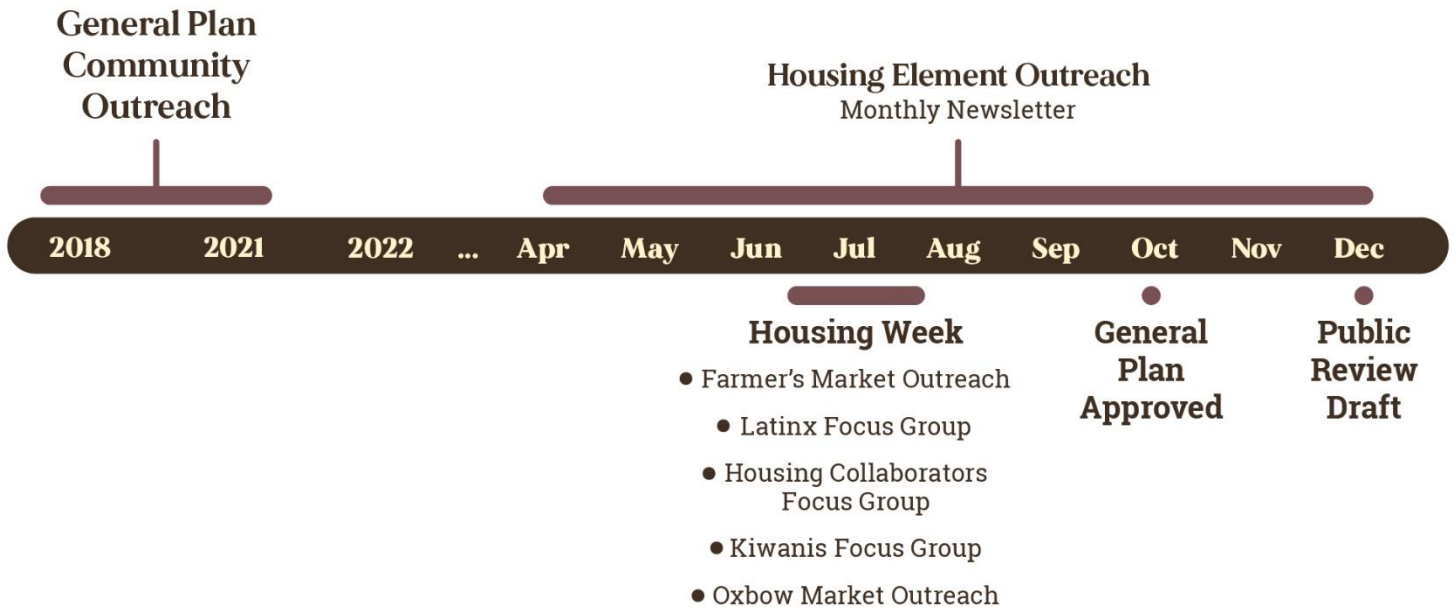 General Plan
Community
Outreach
Housing Element Outreach
Monthly Newsletter
2018 2021 2022 ... Apr May Jun Jul Aug Sep Oct Nov Dec
Housing Week
• Farmer’s Market Outreach
• Latinx Focus Group
• Housing Collaborators
Focus Group
• Kiwanis Focus Group
• Oxbow Market Outreach
General
Plan
Approved
Public
Review
Draft